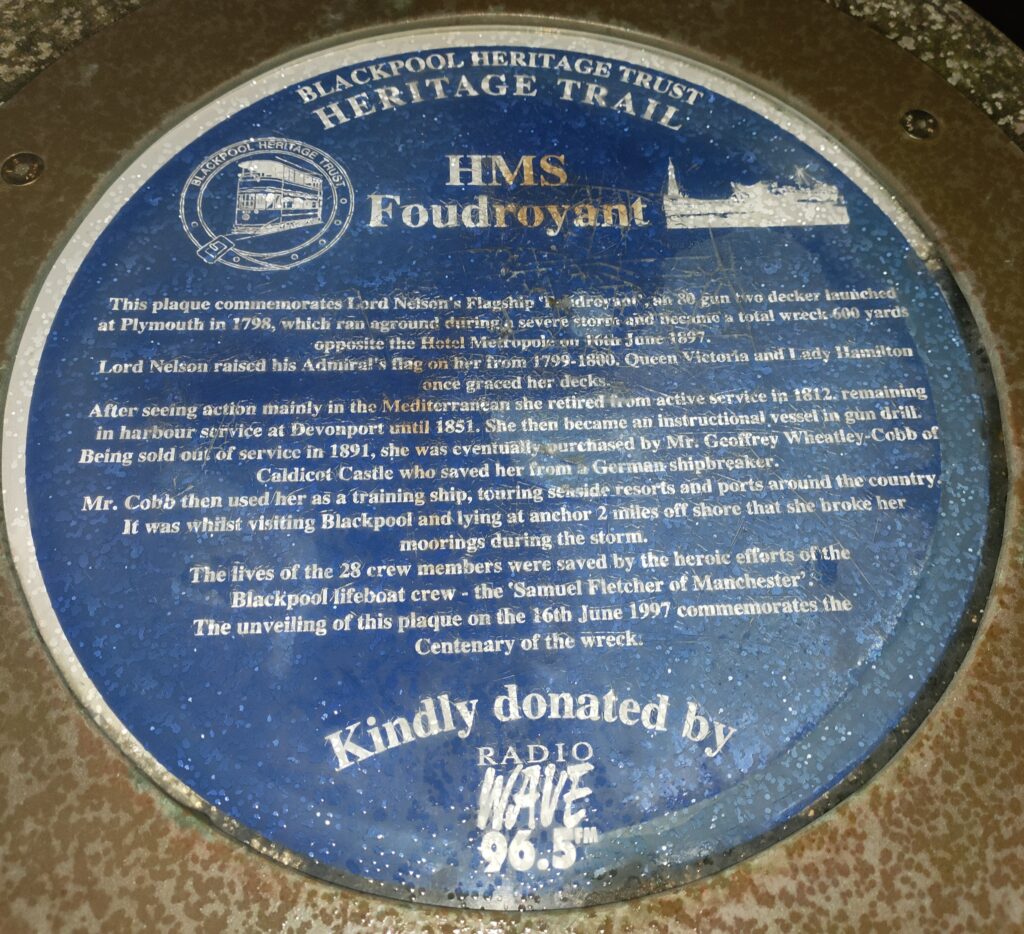 BLACKPOOL HERITAGE TRUST
HERITAGE TRAIL
BLACKPOOL HERITAGE TRUST
HMS
Foudroyant
This plaque commemorates Lord Nelson's Flagship 'Foudroyant', an 80 gun two decker launched
at Plymouth in 1798, which ran aground during a severe storm and became a total wreck 600 yards
opposite the Hotel Metropole on 16th June 1897.
Lord Nelson raised his Admiral's flag on her from 1799-1800. Queen Victoria and Lady Hamilton
once graced her decks.
After seeing action mainly in the Mediterranean she retired from active service in 1812, remaining
in harbour service at Devonport until 1851. She then became an instructional vessel in gun drill.
Being sold out of service in 1891, she was eventually purchased by Mr. Geoffrey Wheatley-Cobb of
Caldicot Castle who saved her from a German shipbreaker.
Mr. Cobb then used her as a training ship, touring seaside resorts and ports around the country.
It was whilst visiting Blackpool and lying at anchor 2 miles off shore that she broke her
moorings during the storm.
The lives of the 28 crew members were saved by the heroic efforts of the
Blackpool lifeboat crew - the 'Samuel Fletcher of Manchester'.
The unveiling of this plaque on the 16th June 1997 commemorates the
Centenary of the wreck.
Kindly donated by
RADIO
WAVE
96.5 FM